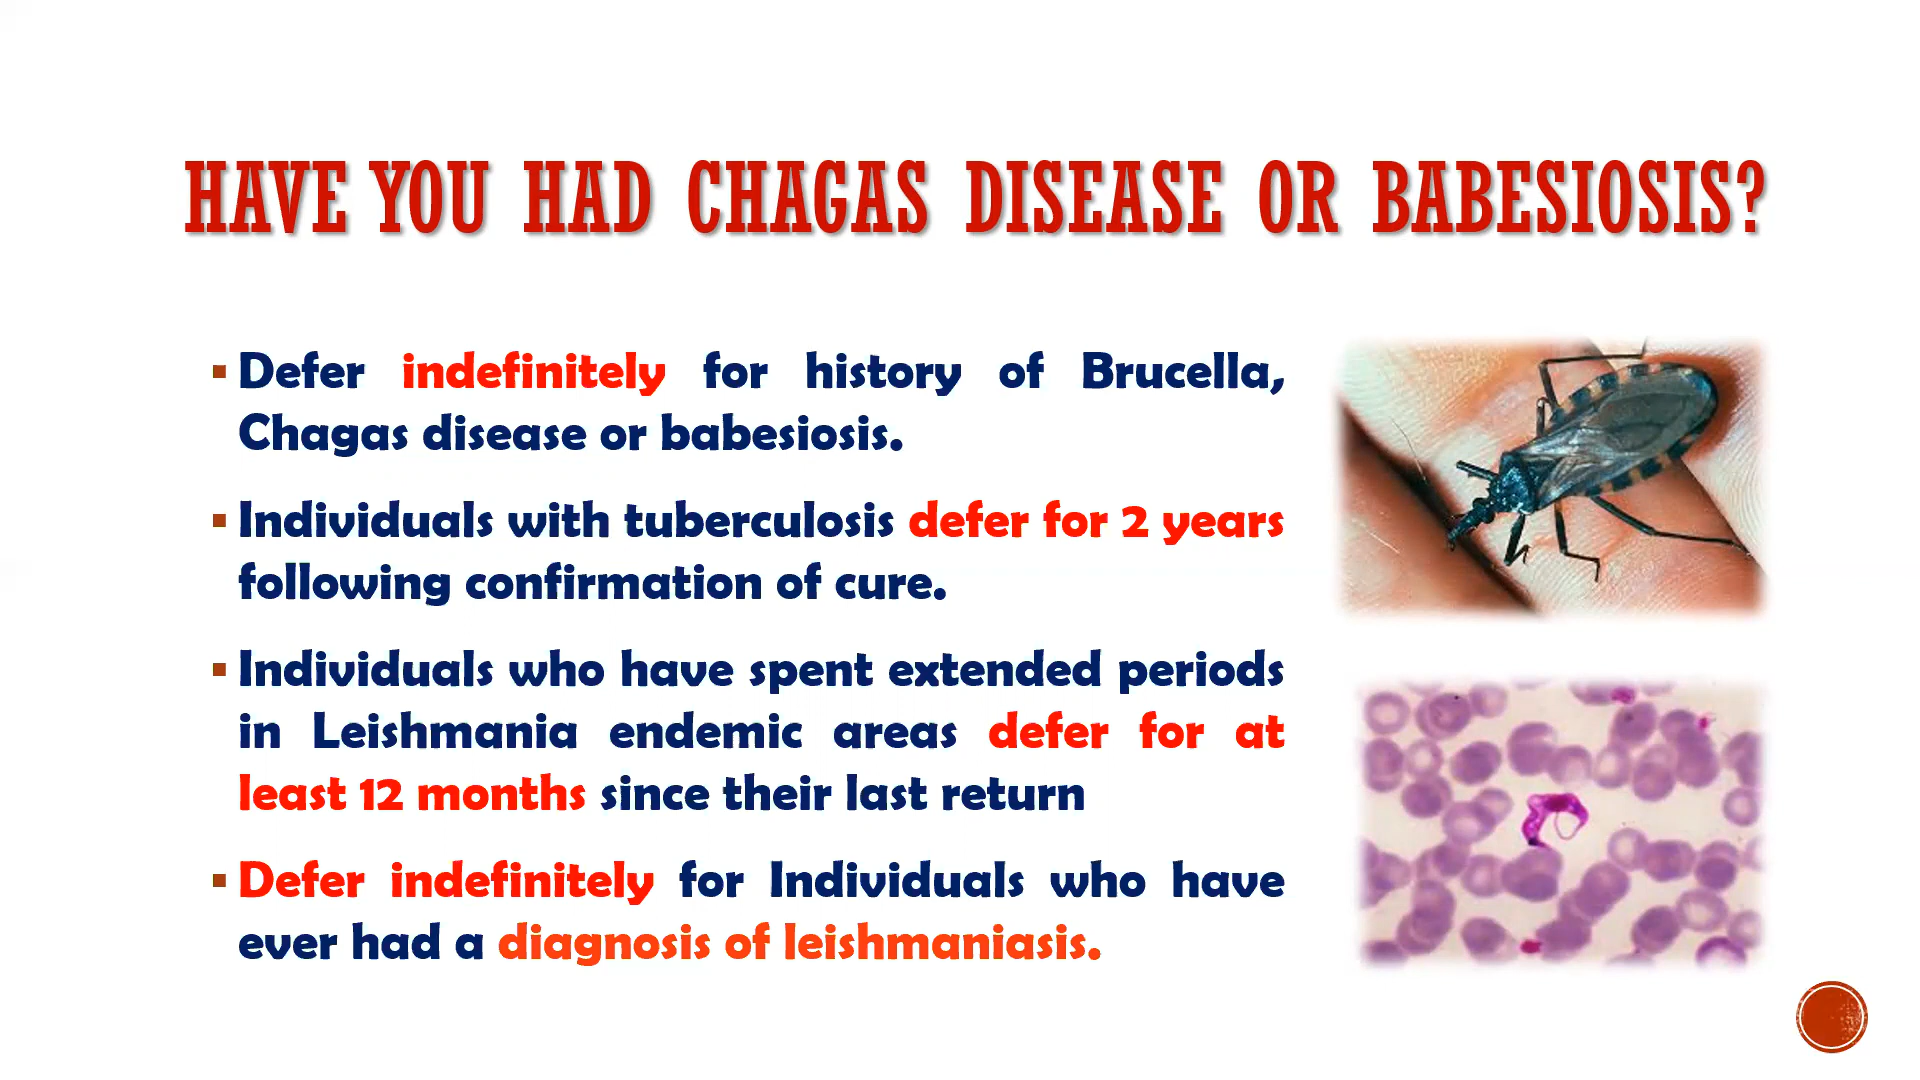 HAVE YOU HAD CHAGAS DISEASE OR BABESIOSIS?
▪ Defer indefinitely for history of Brucella,
Chagas disease or babesiosis.
▪ Individuals with tuberculosis defer for 2 years
following confirmation of cure.
▪ Individuals who have spent extended periods
in Leishmania endemic areas defer for at
least 12 months since their last return
▪ Defer indefinitely for Individuals who have
ever had a diagnosis of leishmaniasis.